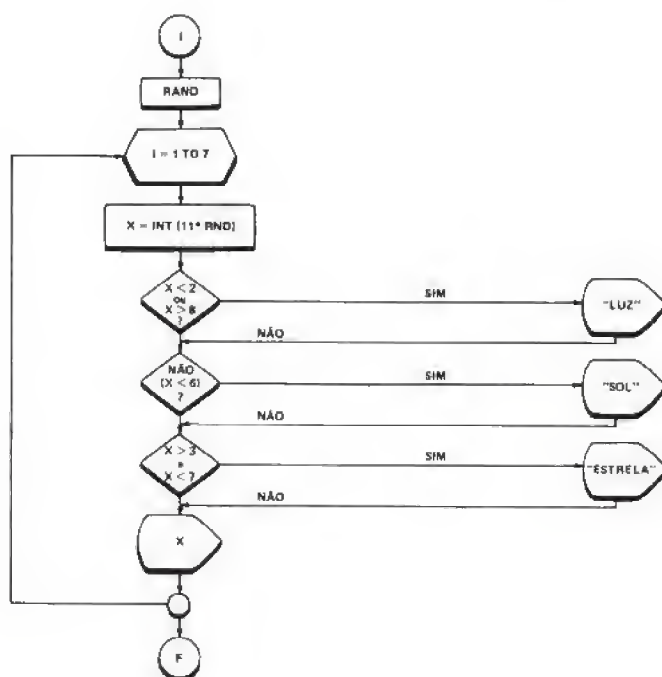 I
RAND
I = 1 TO 7
X = INT (11* RND)
X < 2
OU
X > 8
?
SIM
"LUZ"
NÃO
NÃO
(X < 6)
?
SIM
"SOL"
NÃO
X > 3
E
X < 7
SIM
"ESTRELA"
NÃO
X
F